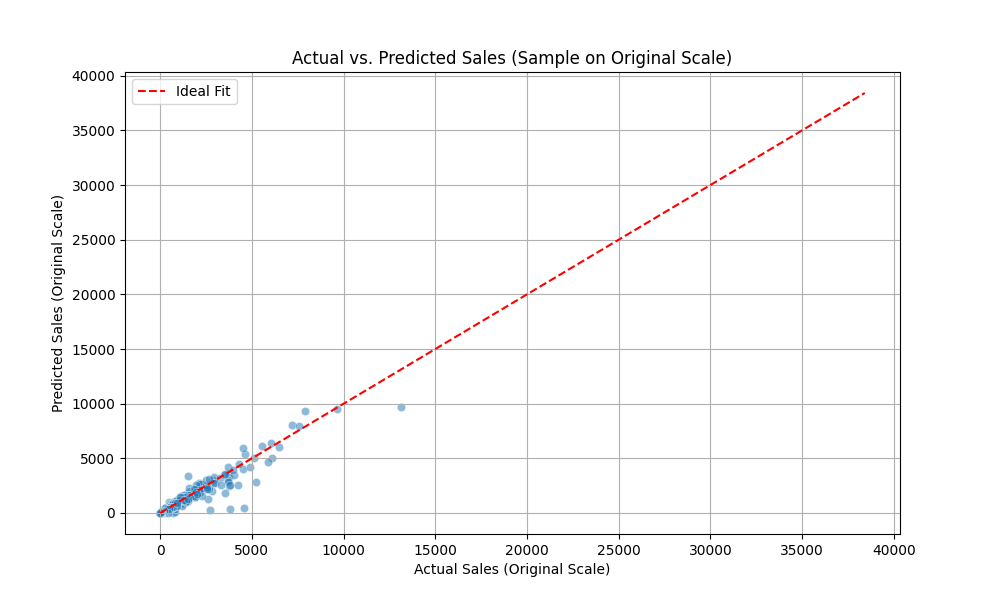 Actual vs. Predicted Sales (Sample on Original Scale)
Ideal Fit
Predicted Sales (Original Scale)
40000
35000
30000
25000
20000
15000
10000
5000
0
0 5000 10000 15000 20000 25000 30000 35000 40000
Actual Sales (Original Scale)